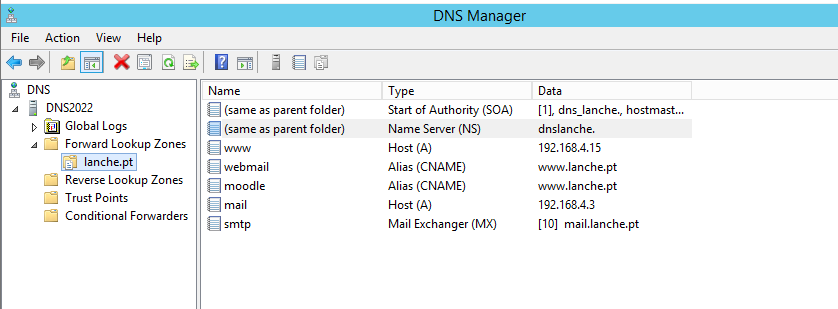 DNS Manager
File Action View Help
DNS
DNS2022
Global Logs
Forward Lookup Zones
lanche.pt
Reverse Lookup Zones
Trust Points
Conditional Forwarders
Name Type Data
(same as parent folder) Start of Authority (SOA) [1], dns_lanche., hostmast...
(same as parent folder) Name Server (NS) dnslanche.
www Host (A) 192.168.4.15
webmail Alias (CNAME) www.lanche.pt
moodle Alias (CNAME) www.lanche.pt
mail Host (A) 192.168.4.3
smtp Mail Exchanger (MX) [10] mail.lanche.pt